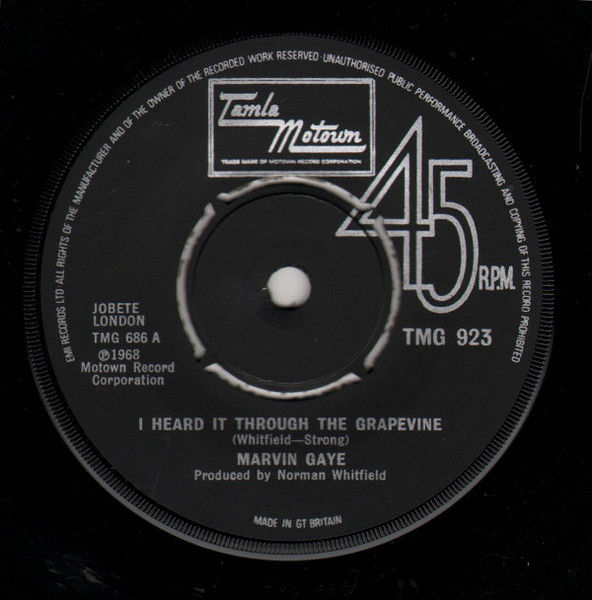 EMI RECORDS LTD ALL RIGHTS OF THE MANUFACTURER AND OF THE OWNER OF THE RECORDED WORK RESERVED · UNAUTHORISED PUBLIC PERFORMANCE BROADCASTING AND COPYING OF THIS RECORD PROHIBITED
Tamla
Motown
TRADE MARK OF MOTOWN RECORD CORPORATION
45
R.P.M.
JOBETE
LONDON
TMG 686 A
℗1968
Motown Record
Corporation
TMG 923
I HEARD IT THROUGH THE GRAPEVINE
(Whitfield—Strong)
MARVIN GAYE
Produced by Norman Whitfield
MADE IN GT BRITAIN